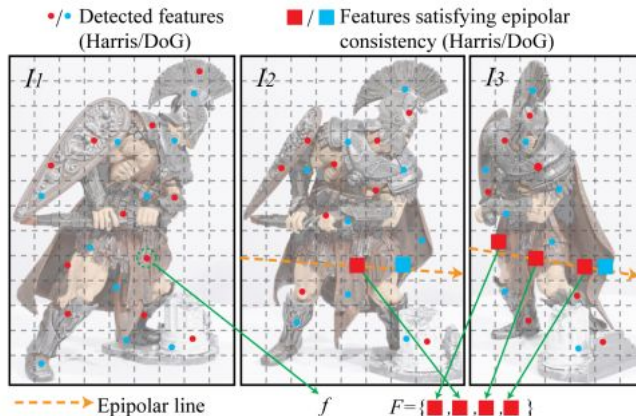 •/• Detected features (Harris/DoG)
■ / ■ Features satisfying epipolar consistency (Harris/DoG)
I1
I2
I3
Epipolar line
f
F={■,■,■,■}